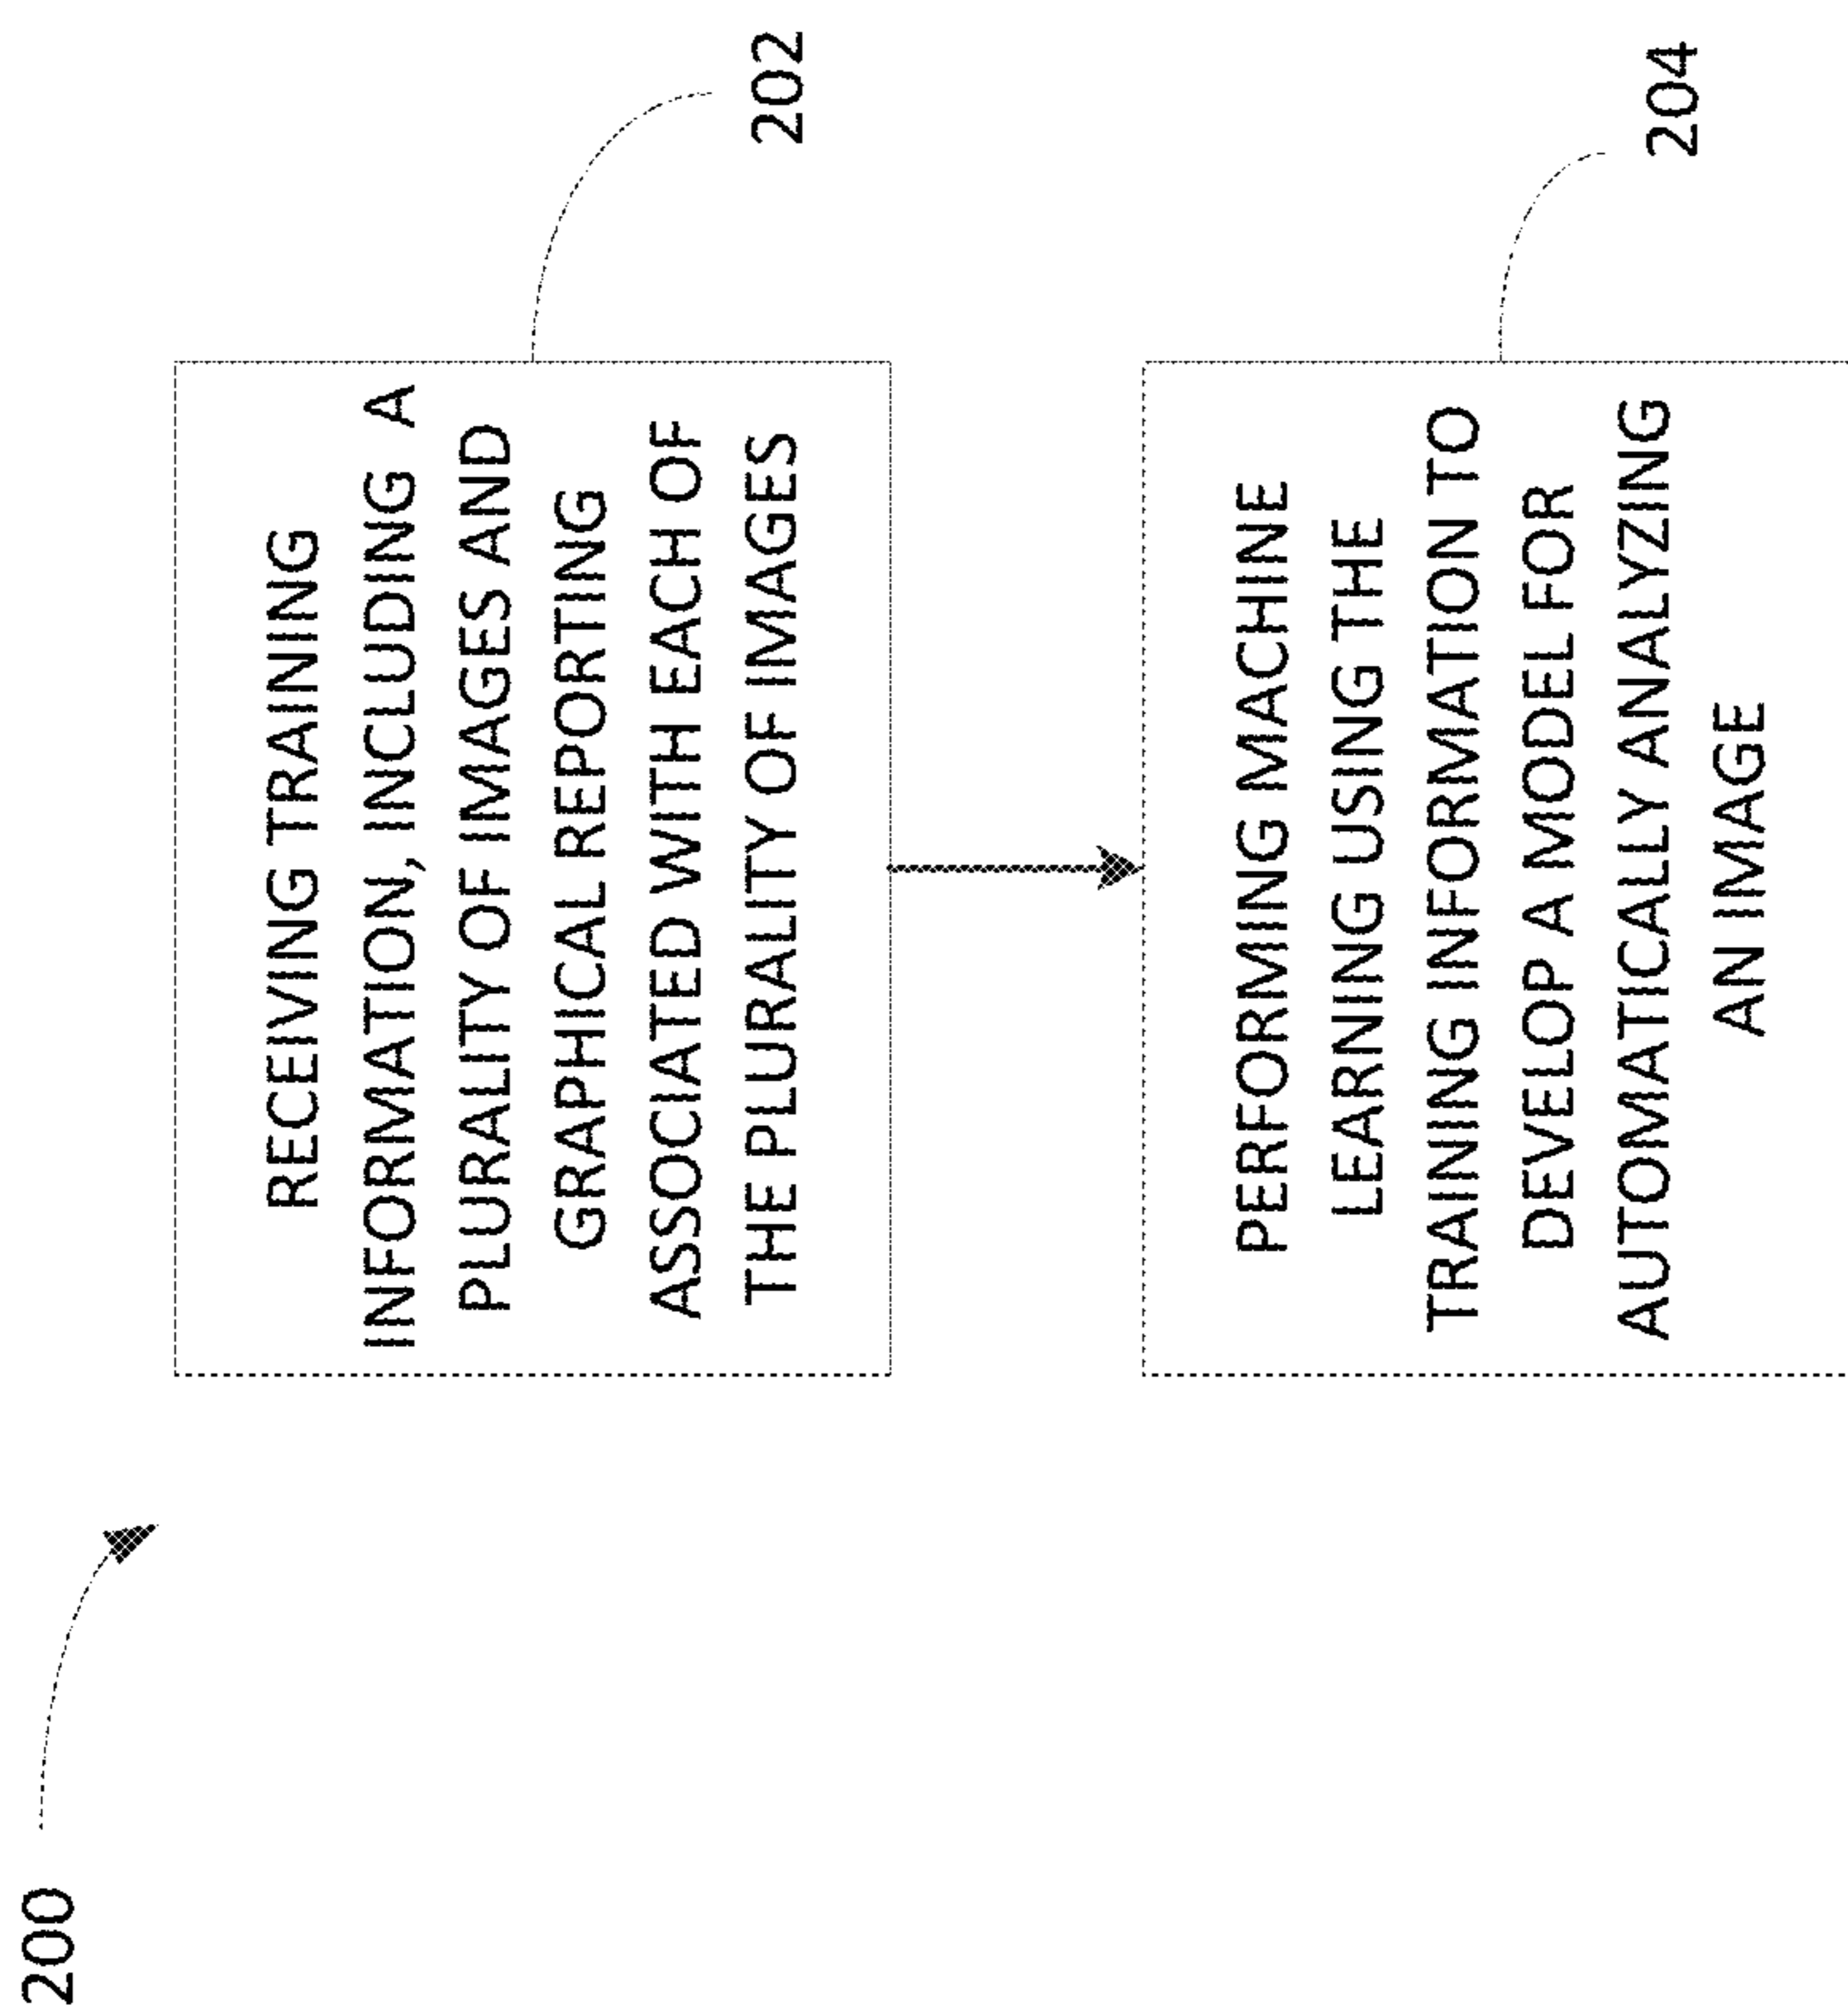 200
RECEIVING TRAINING
INFORMATION, INCLUDING A
PLURALITY OF IMAGES AND
GRAPHICAL REPORTING
ASSOCIATED WITH EACH OF
THE PLURALITY OF IMAGES
202
PERFORMING MACHINE
LEARNING USING THE
TRAINING INFORMATION TO
DEVELOP A MODEL FOR
AUTOMATICALLY ANALYZING
AN IMAGE
204